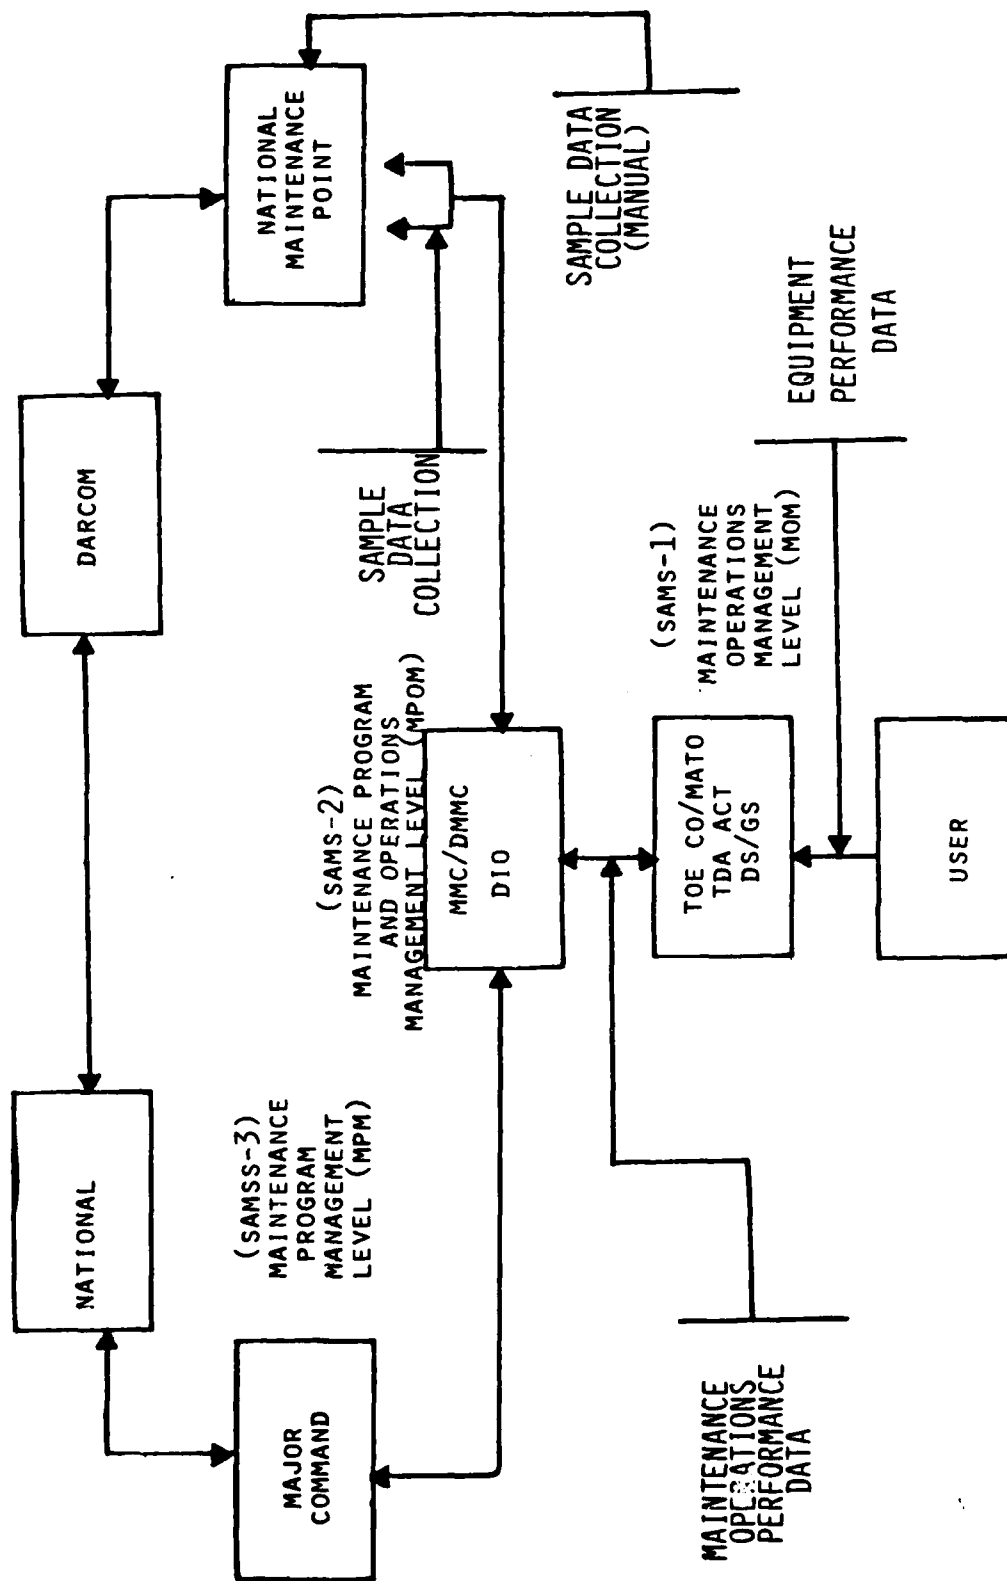 NATIONAL
DARCOM
MAJOR
COMMAND
(SAMSS-3)
MAINTENANCE
PROGRAM
MANAGEMENT
LEVEL (MPM)
NATIONAL
MAINTENANCE
POINT
(SAMS-2)
MAINTENANCE PROGRAM
AND OPERATIONS
MANAGEMENT LEVEL (MPOM)
SAMPLE
DATA
COLLECTION
MMC/DMMC
DIO
SAMPLE DATA
COLLECTION
(MANUAL)
TOE CO/MATO
TDA ACT
DS/GS
(SAMS-1)
MAINTENANCE
OPERATIONS
MANAGEMENT
LEVEL (MOM)
MAINTENANCE
OPERATIONS
PERFORMANCE
DATA
EQUIPMENT
PERFORMANCE
DATA
USER